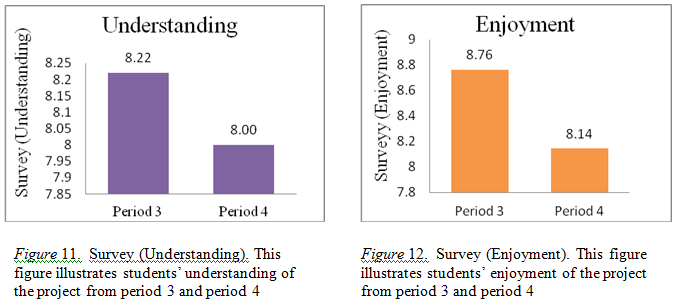 Understanding
Survey (Understanding)
8.25
8.2
8.15
8.1
8.05
8
7.95
7.9
7.85
8.22
8.00
Period 3
Period 4
Figure 11. Survey (Understanding). This
figure illustrates students’ understanding of
the project from period 3 and period 4
Enjoyment
Surveyy (Enjoyment)
9
8.8
8.6
8.4
8.2
8
7.8
8.76
8.14
Period 3
Period 4
Figure 12. Survey (Enjoyment). This figure
illustrates students’ enjoyment of the project
from period 3 and period 4